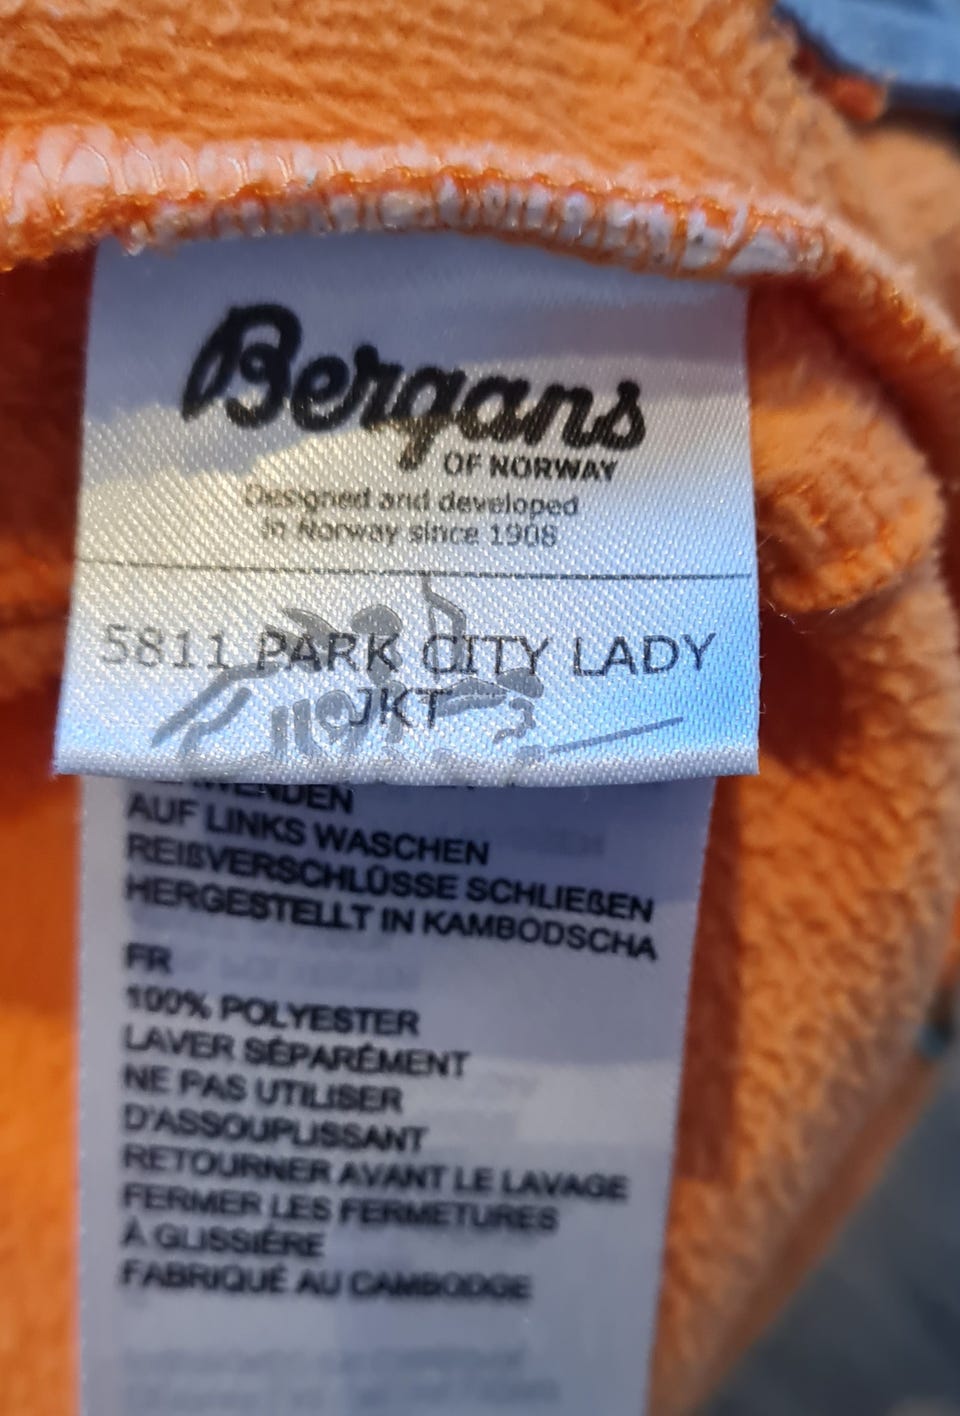 Bergans
OF NORWAY
Designed and developed
in Norway since 1908
5811 PARK CITY LADY
JKT
AUF LINKS WASCHEN
REIßVERSCHLÜSSE SCHLIEßEN
HERGESTELLT IN KAMBODSCHA
FR
100% POLYESTER
LAVER SÉPARÉMENT
NE PAS UTILISER
D'ASSOUPLISSANT
RETOURNER AVANT LE LAVAGE
FERMER LES FERMETURES
À GLISSIÉRE
FABRIQUÉ AU CAMBODGE